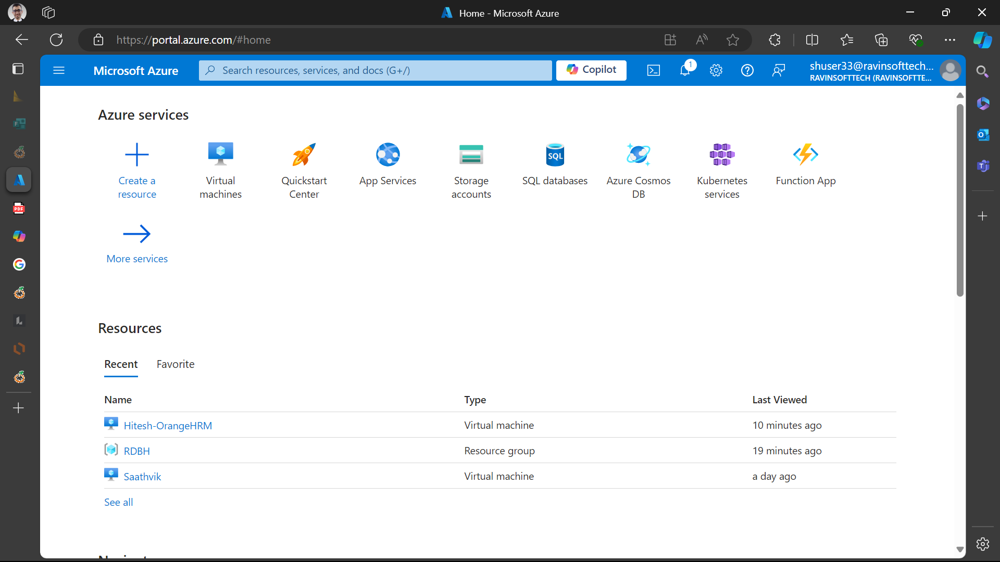 Home - Microsoft Azure
https://portal.azure.com/#home
Microsoft Azure
Search resources, services, and docs (G+/)
Copilot
1
shuser33@ravinsofttech...
RAVINSOFTTECH (RAVINSOFTTE...
Azure services
Create a
resource
Virtual
machines
Quickstart
Center
App Services
Storage
accounts
SQL
SQL databases
Azure Cosmos
DB
Kubernetes
services
Function App
More services
Resources
Recent Favorite
Name Type Last Viewed
Hitesh-OrangeHRM Virtual machine 10 minutes ago
RDBH Resource group 19 minutes ago
Saathvik Virtual machine a day ago
See all
PDF